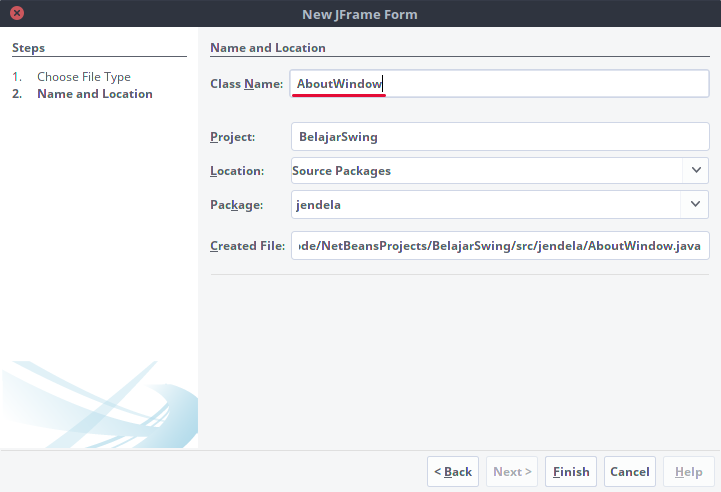 New JFrame Form
Steps
1. Choose File Type
2. Name and Location
Name and Location
Class Name: AboutWindow
Project: BelajarSwing
Location: Source Packages
Package: jendela
Created File: ode/NetBeansProjects/BelajarSwing/src/jendela/AboutWindow.java
< Back Next > Finish Cancel Help